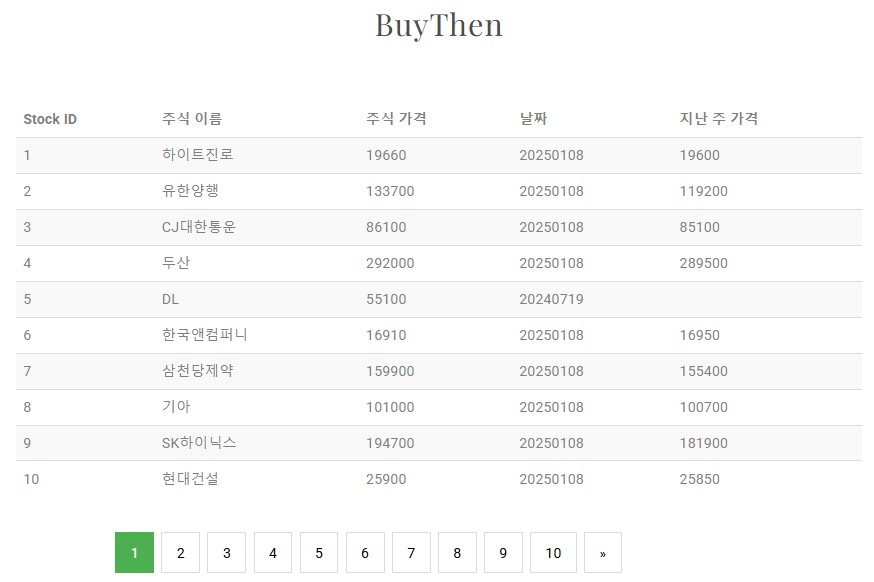 BuyThen
Stock ID 주식 이름 주식 가격 날짜 지난 주 가격
1 하이트진로 19660 20250108 19600
2 유한양행 133700 20250108 119200
3 CJ대한통운 86100 20250108 85100
4 두산 292000 20250108 289500
5 DL 55100 20240719
6 한국앤컴퍼니 16910 20250108 16950
7 삼천당제약 159900 20250108 155400
8 기아 101000 20250108 100700
9 SK하이닉스 194700 20250108 181900
10 현대건설 25900 20250108 25850
1 2 3 4 5 6 7 8 9 10 »